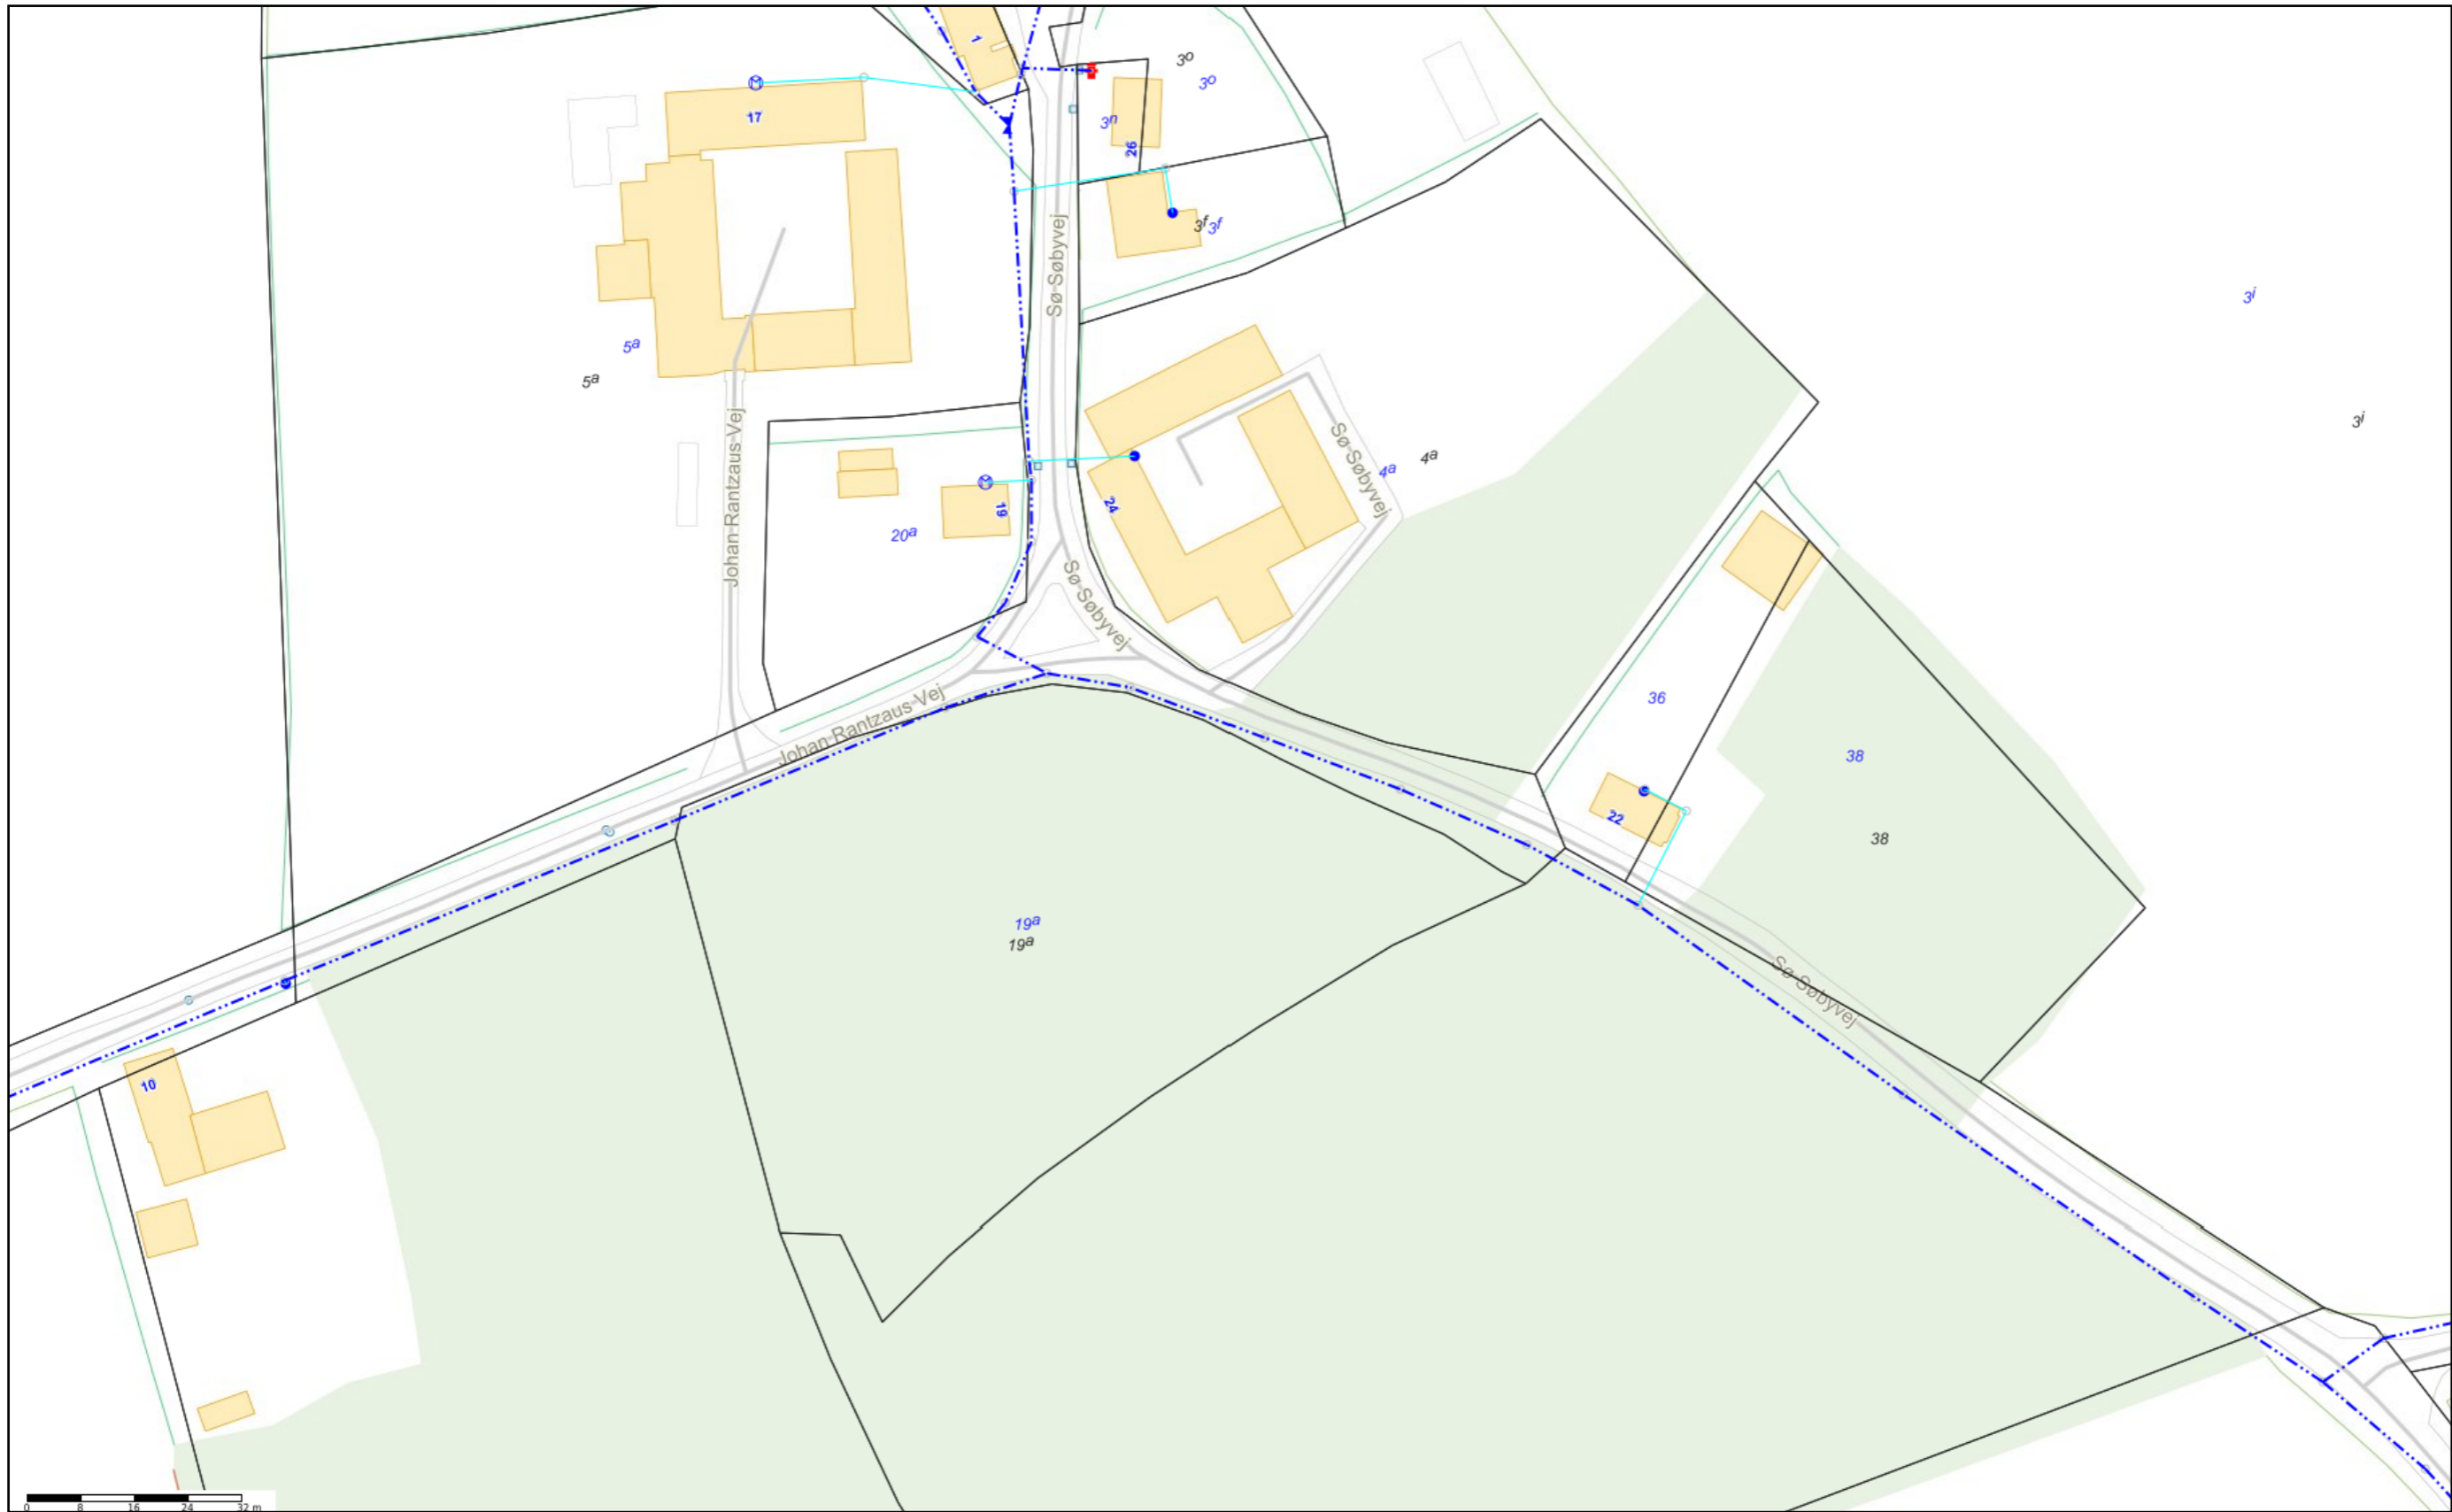 1
3o
3o
17
3n
26
3f
3f
Sø Søbyvej
3i
5a
5a
3i
Johan Rantzaus Vej
Sø Søbyvej
4a
4a
24
19
20a
Sø Søbyvej
36
Johan Rantzaus Vej
38
22
38
19a
19a
Sø Søbyvej
10
0 8 16 24 32 m